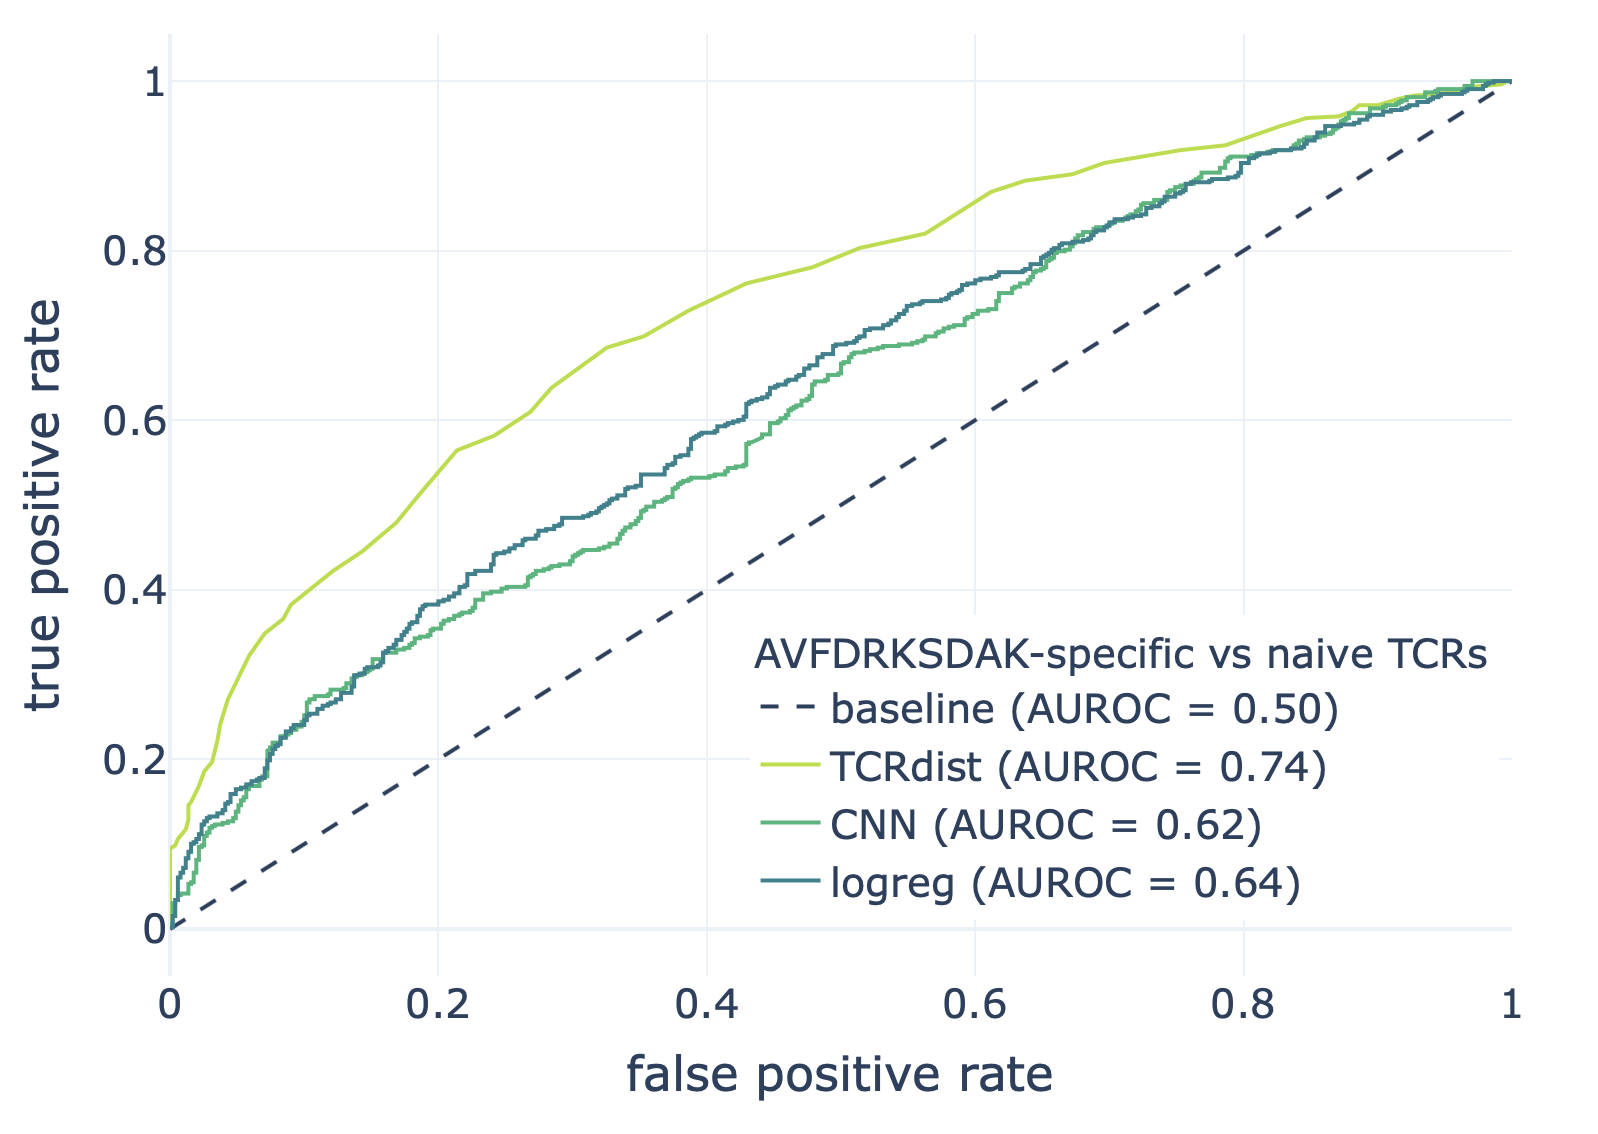 1
0.8
0.6
0.4
0.2
0
true positive rate
AVFDRKSDAK-specific vs naive TCRs
baseline (AUROC = 0.50)
TCRdist (AUROC = 0.74)
CNN (AUROC = 0.62)
logreg (AUROC = 0.64)
0 0.2 0.4 0.6 0.8 1
false positive rate